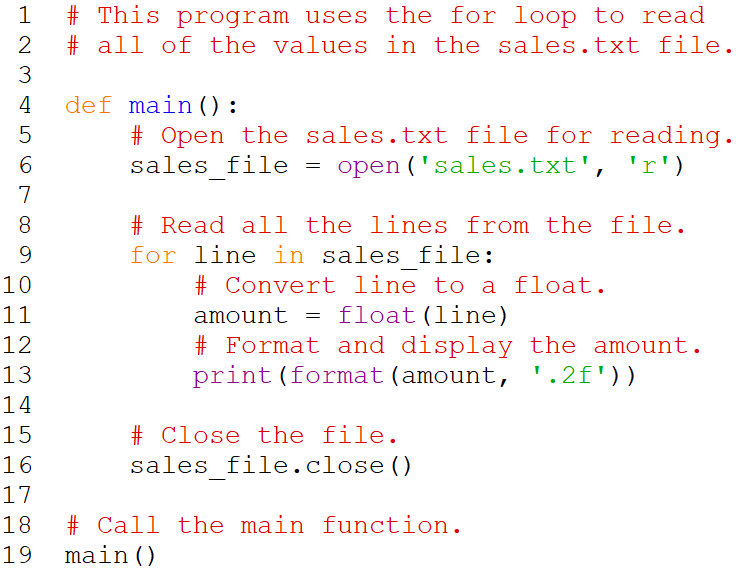 1 # This program uses the for loop to read
2 # all of the values in the sales.txt file.
3
4 def main():
5     # Open the sales.txt file for reading.
6     sales_file = open('sales.txt', 'r')
7
8     # Read all the lines from the file.
9     for line in sales_file:
10         # Convert line to a float.
11         amount = float(line)
12         # Format and display the amount.
13         print(format(amount, '.2f'))
14
15     # Close the file.
16     sales_file.close()
17
18 # Call the main function.
19 main()